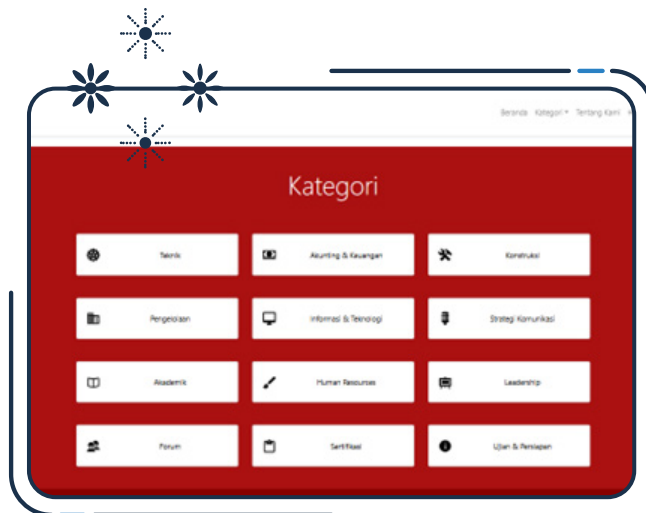 Beranda Kategori Tentang Kami
Kategori
Teknik
Akunting & Keuangan
Konstruksi
Pengelolaan
Informasi & Teknologi
Strategi Komunikasi
Akademik
Human Resources
Leadership
Forum
Sertifikasi
Ujian & Persiapan